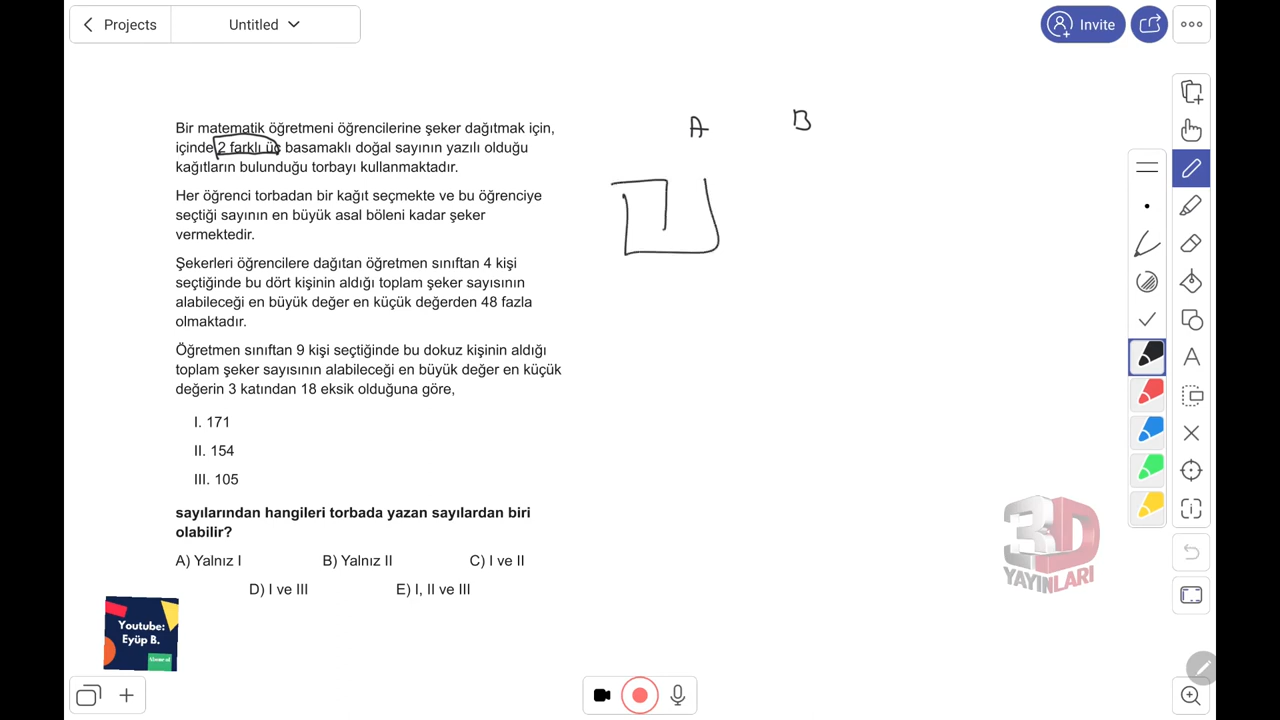 Projects
Untitled
Invite
A B
Bir matematik öğretmeni öğrencilerine şeker dağıtmak için,
içinde 2 farklı üç basamaklı doğal sayının yazılı olduğu
kağıtların bulunduğu torbayı kullanmaktadır.
Her öğrenci torbadan bir kağıt seçmekte ve bu öğrenciye
seçtiği sayının en büyük asal böleni kadar şeker
vermektedir.
Şekerleri öğrencilere dağıtan öğretmen sınıftan 4 kişi
seçtiğinde bu dört kişinin aldığı toplam şeker sayısının
alabileceği en büyük değer en küçük değerden 48 fazla
olmaktadır.
Öğretmen sınıftan 9 kişi seçtiğinde bu dokuz kişinin aldığı
toplam şeker sayısının alabileceği en büyük değer en küçük
değerin 3 katından 18 eksik olduğuna göre,
I. 171
II. 154
III. 105
sayılarından hangileri torbada yazan sayılardan biri
olabilir?
A) Yalnız I B) Yalnız II C) I ve II
D) I ve III E) I, II ve III
3D
YAYINLARI
Youtube:
Eyüp B.
A